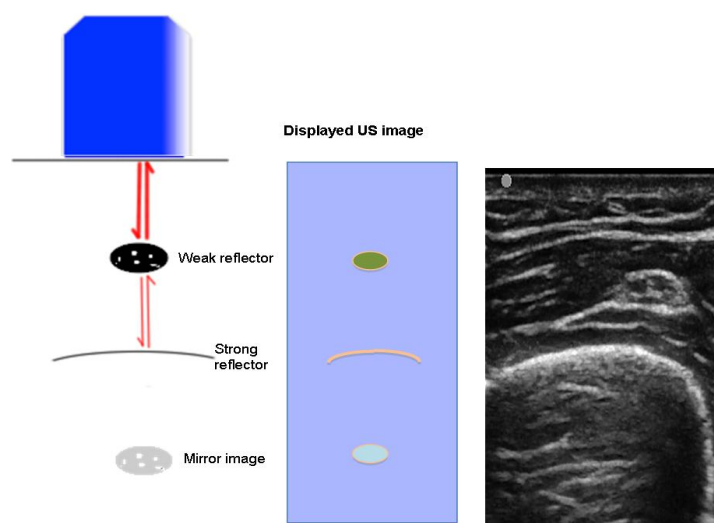 Displayed US image
Weak reflector
Strong
reflector
Mirror image